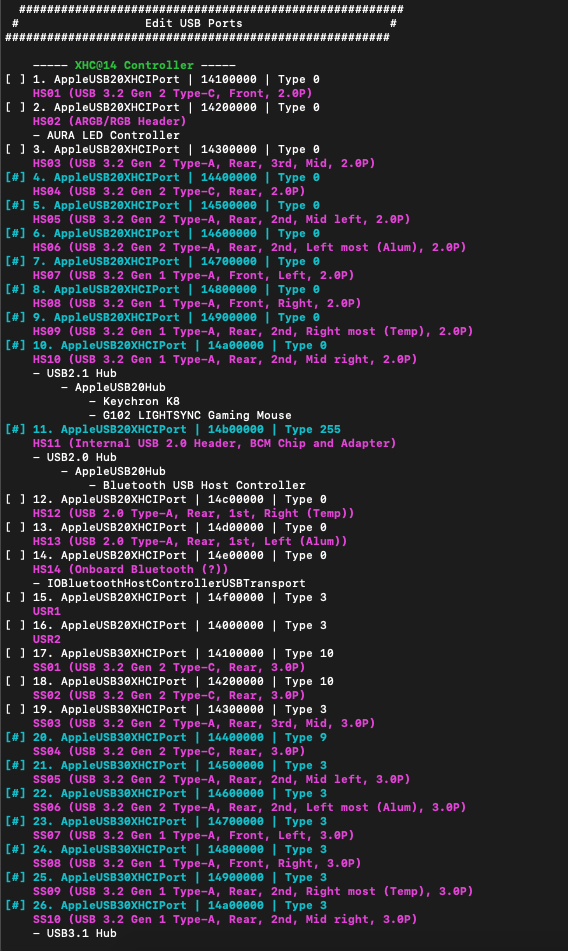 #######################################################
# Edit USB Ports #
#######################################################
----- XHC@14 Controller -----
[ ] 1. AppleUSB20XHCIPort | 14100000 | Type 0
HS01 (USB 3.2 Gen 2 Type-C, Front, 2.0P)
[ ] 2. AppleUSB20XHCIPort | 14200000 | Type 0
HS02 (ARGB/RGB Header)
- AURA LED Controller
[ ] 3. AppleUSB20XHCIPort | 14300000 | Type 0
HS03 (USB 3.2 Gen 2 Type-A, Rear, 3rd, Mid, 2.0P)
[#] 4. AppleUSB20XHCIPort | 14400000 | Type 0
HS04 (USB 3.2 Gen 2 Type-C, Rear, 2.0P)
[#] 5. AppleUSB20XHCIPort | 14500000 | Type 0
HS05 (USB 3.2 Gen 2 Type-A, Rear, 2nd, Mid left, 2.0P)
[#] 6. AppleUSB20XHCIPort | 14600000 | Type 0
HS06 (USB 3.2 Gen 2 Type-A, Rear, 2nd, Left most (Alum), 2.0P)
[#] 7. AppleUSB20XHCIPort | 14700000 | Type 0
HS07 (USB 3.2 Gen 1 Type-A, Front, Left, 2.0P)
[#] 8. AppleUSB20XHCIPort | 14800000 | Type 0
HS08 (USB 3.2 Gen 1 Type-A, Front, Right, 2.0P)
[#] 9. AppleUSB20XHCIPort | 14900000 | Type 0
HS09 (USB 3.2 Gen 1 Type-A, Rear, 2nd, Right most (Temp), 2.0P)
[#] 10. AppleUSB20XHCIPort | 14a00000 | Type 0
HS10 (USB 3.2 Gen 1 Type-A, Rear, 2nd, Mid right, 2.0P)
- USB2.1 Hub
- AppleUSB20Hub
- Keychron K8
- G102 LIGHTSYNC Gaming Mouse
[#] 11. AppleUSB20XHCIPort | 14b00000 | Type 255
HS11 (Internal USB 2.0 Header, BCM Chip and Adapter)
- USB2.0 Hub
- AppleUSB20Hub
- Bluetooth USB Host Controller
[ ] 12. AppleUSB20XHCIPort | 14c00000 | Type 0
HS12 (USB 2.0 Type-A, Rear, 1st, Right (Temp))
[ ] 13. AppleUSB20XHCIPort | 14d00000 | Type 0
HS13 (USB 2.0 Type-A, Rear, 1st, Left (Alum))
[ ] 14. AppleUSB20XHCIPort | 14e00000 | Type 0
HS14 (Onboard Bluetooth (?))
- IOBluetoothHostControllerUSBTransport
[ ] 15. AppleUSB20XHCIPort | 14f00000 | Type 3
USR1
[ ] 16. AppleUSB20XHCIPort | 14000000 | Type 3
USR2
[ ] 17. AppleUSB30XHCIPort | 14100000 | Type 10
SS01 (USB 3.2 Gen 2 Type-C, Rear, 3.0P)
[ ] 18. AppleUSB30XHCIPort | 14200000 | Type 10
SS02 (USB 3.2 Gen 2 Type-C, Rear, 3.0P)
[ ] 19. AppleUSB30XHCIPort | 14300000 | Type 3
SS03 (USB 3.2 Gen 2 Type-A, Rear, 3rd, Mid, 3.0P)
[#] 20. AppleUSB30XHCIPort | 14400000 | Type 9
SS04 (USB 3.2 Gen 2 Type-C, Rear, 3.0P)
[#] 21. AppleUSB30XHCIPort | 14500000 | Type 3
SS05 (USB 3.2 Gen 2 Type-A, Rear, 2nd, Mid left, 3.0P)
[#] 22. AppleUSB30XHCIPort | 14600000 | Type 3
SS06 (USB 3.2 Gen 2 Type-A, Rear, 2nd, Left most (Alum), 3.0P)
[#] 23. AppleUSB30XHCIPort | 14700000 | Type 3
SS07 (USB 3.2 Gen 1 Type-A, Front, Left, 3.0P)
[#] 24. AppleUSB30XHCIPort | 14800000 | Type 3
SS08 (USB 3.2 Gen 1 Type-A, Front, Right, 3.0P)
[#] 25. AppleUSB30XHCIPort | 14900000 | Type 3
SS09 (USB 3.2 Gen 1 Type-A, Rear, 2nd, Right most (Temp), 3.0P)
[#] 26. AppleUSB30XHCIPort | 14a00000 | Type 3
SS10 (USB 3.2 Gen 1 Type-A, Rear, 2nd, Mid right, 3.0P)
- USB3.1 Hub